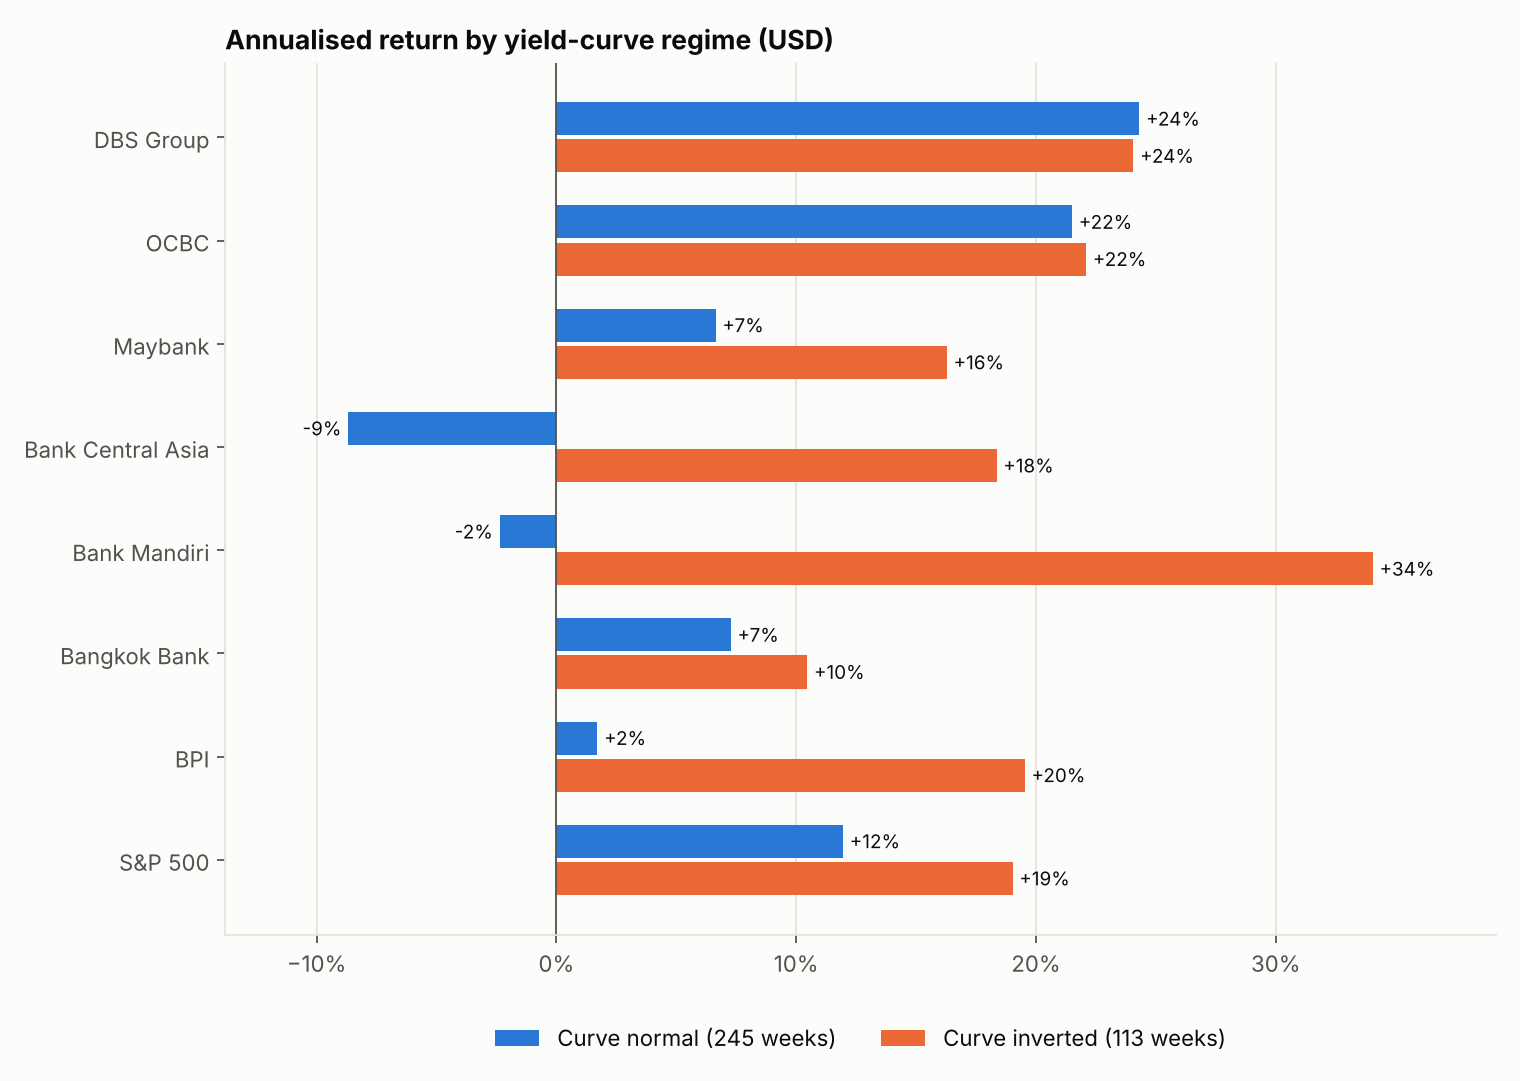 Annualised return by yield-curve regime (USD)
DBS Group
+24%
+24%
OCBC
+22%
+22%
Maybank
+7%
+16%
Bank Central Asia
-9%
+18%
Bank Mandiri
-2%
+34%
Bangkok Bank
+7%
+10%
BPI
+2%
+20%
S&P 500
+12%
+19%
−10% 0% 10% 20% 30%
Curve normal (245 weeks) Curve inverted (113 weeks)